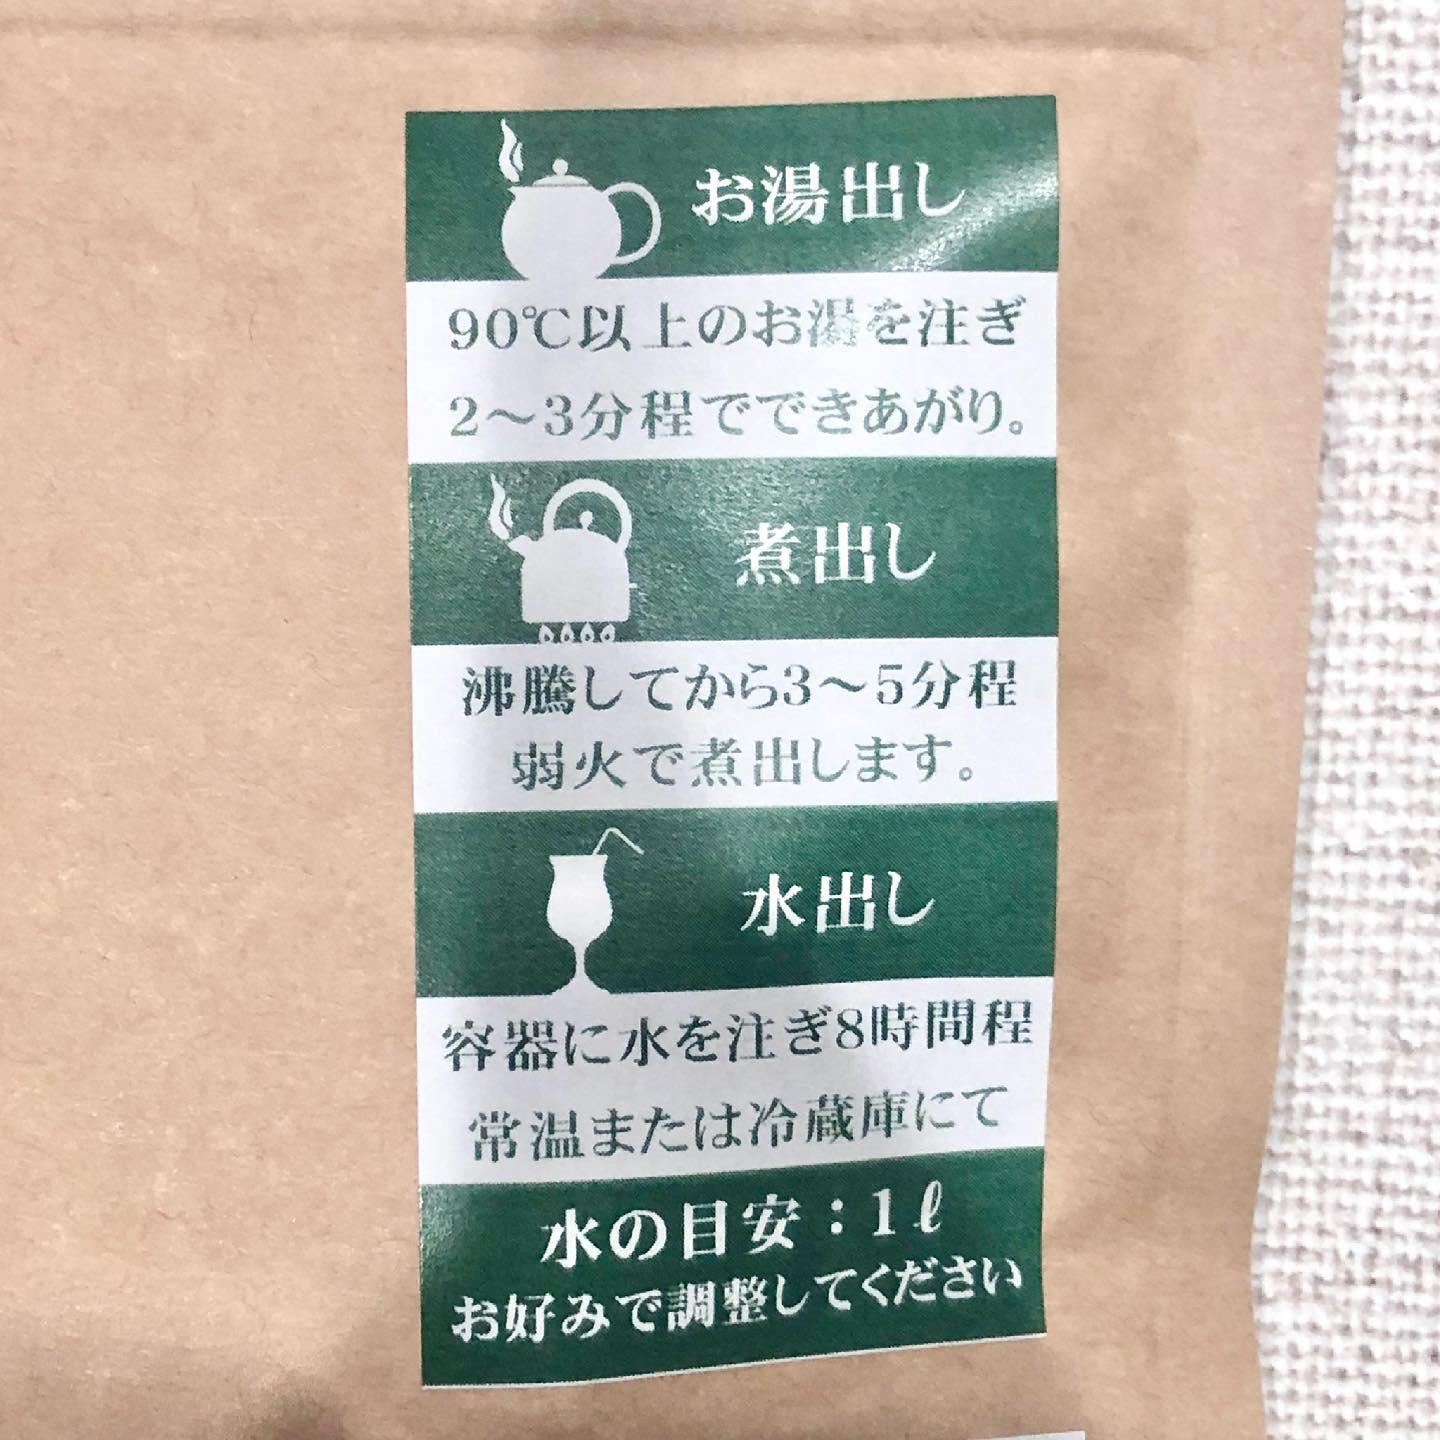 お湯出し
90℃以上のお湯を注ぎ
2〜3分程でできあがり。
煮出し
沸騰してから3〜5分程
弱火で煮出します。
水出し
容器に水を注ぎ8時間程
常温または冷蔵庫にて
水の目安：1ℓ
お好みで調整してください